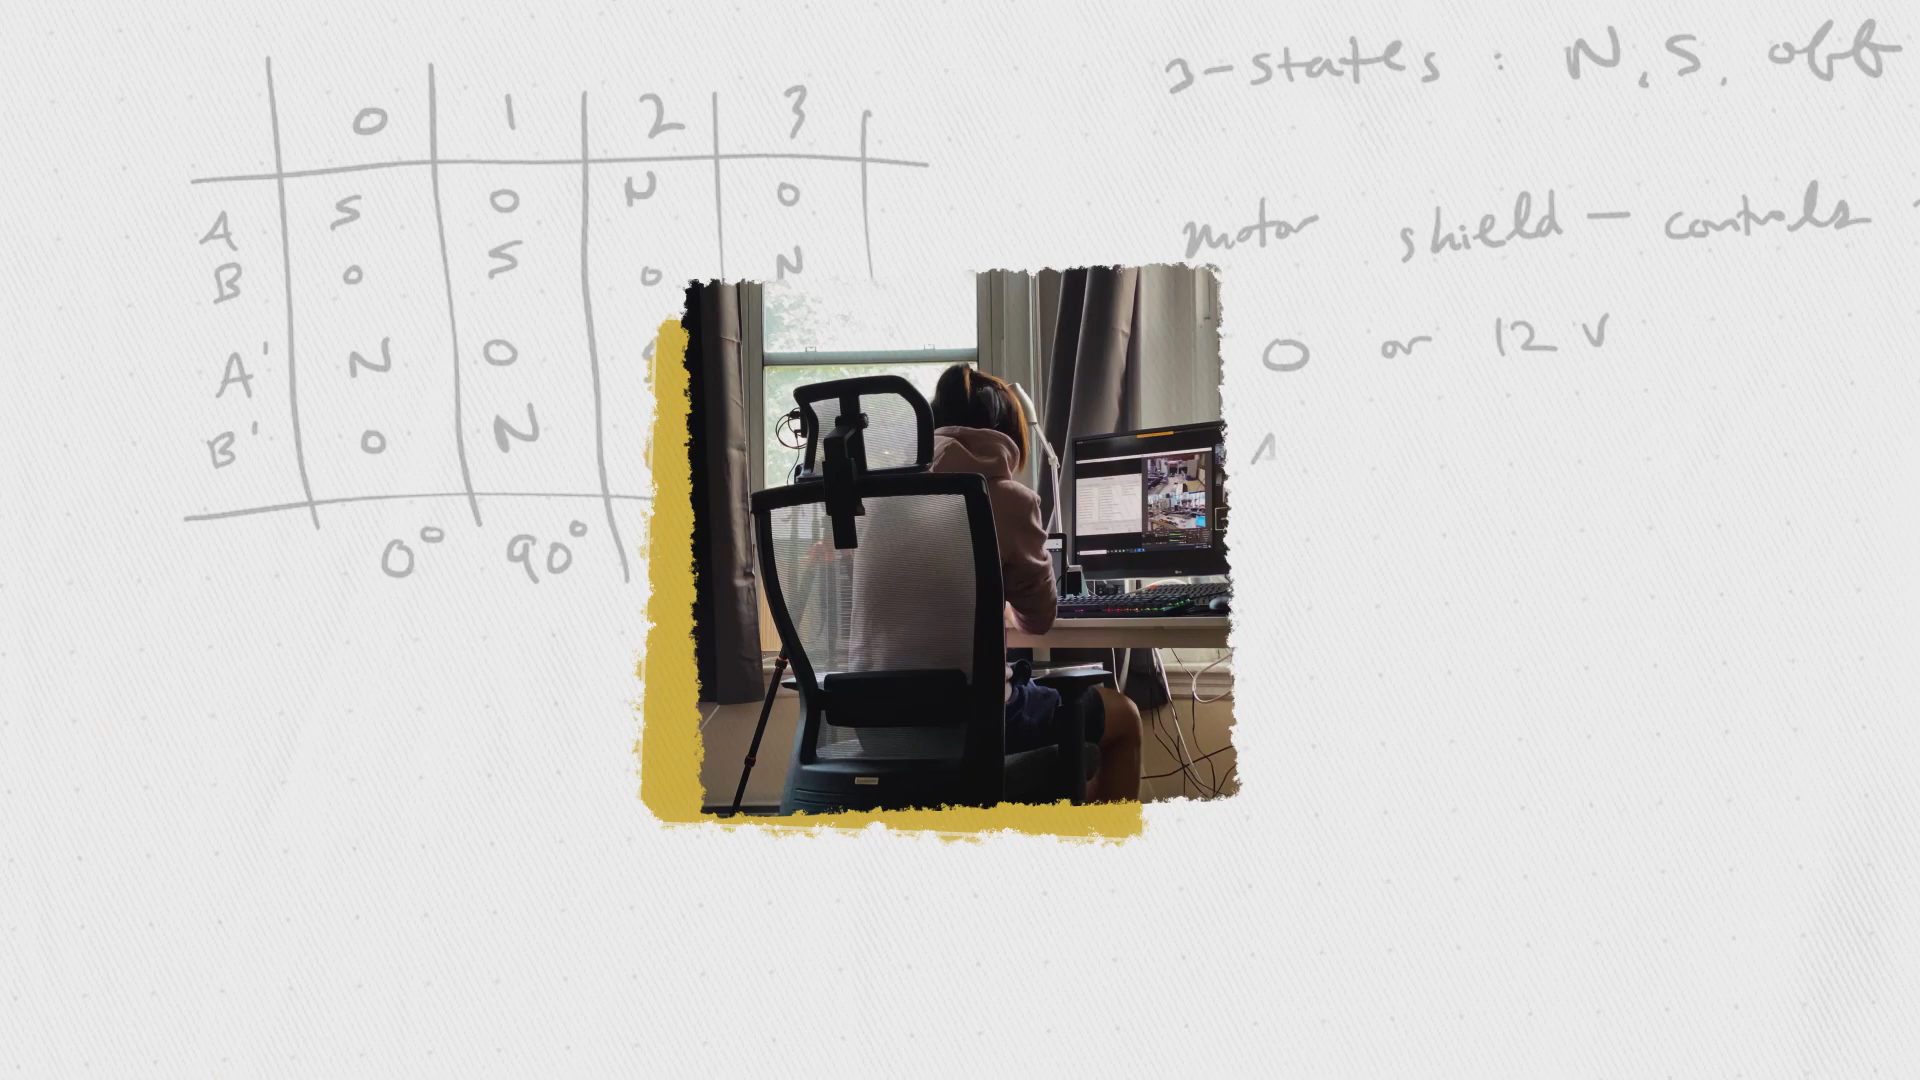 3-states : N, S, off
0 1 2 3
A S 0 N 0
motor shield - controls
B 0 S 0 N
0 or 12 V
A' N 0
B' 0 N
0° 90°